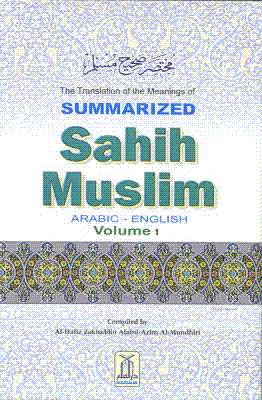 مختصر صحيح مسلم
The Translation of the Meanings of
SUMMARIZED
Sahih
Muslim
ARABIC - ENGLISH
Volume 1
Compiled by
Al-Hafiz Zakiuddin Abdul-Azim Al-Mundhiri